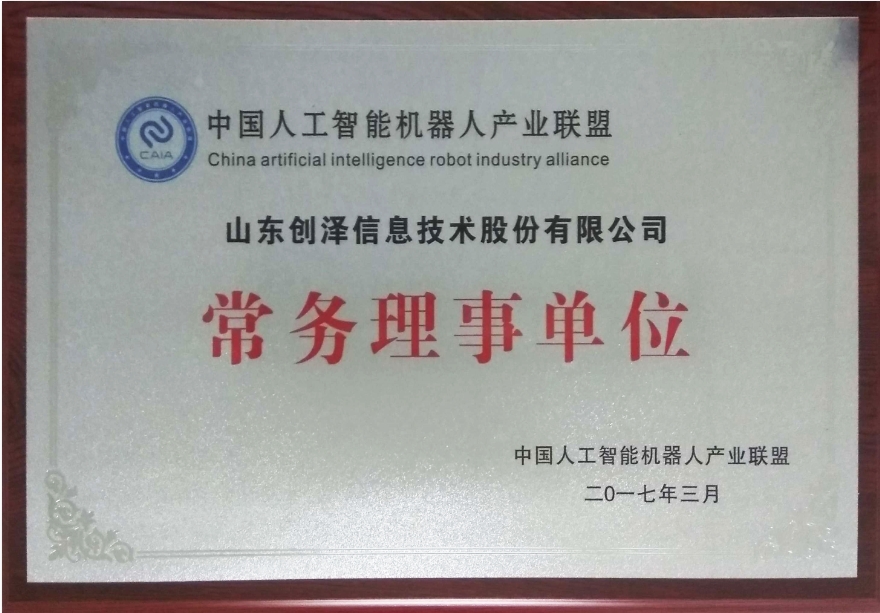 中国人工智能机器人产业联盟
CAIA
China artificial intelligence robot industry alliance
山东创泽信息技术股份有限公司
常务理事单位
中国人工智能机器人产业联盟
二0一七年三月